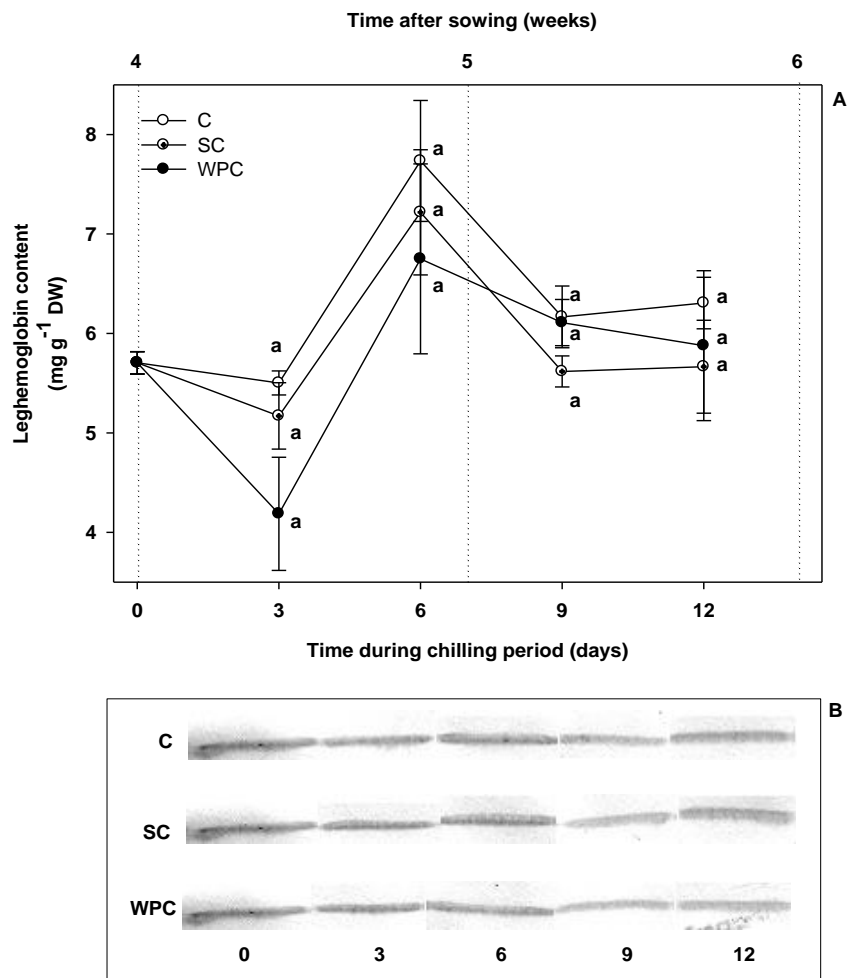 Time after sowing (weeks)
4 5 6
A
C
SC
WPC
8
7
6
5
4
Leghemoglobin content
(mg g⁻¹ DW)
a
a
a
a
a
a
a
a
a
a
a
a
0 3 6 9 12
Time during chilling period (days)
B
C
SC
WPC
0 3 6 9 12